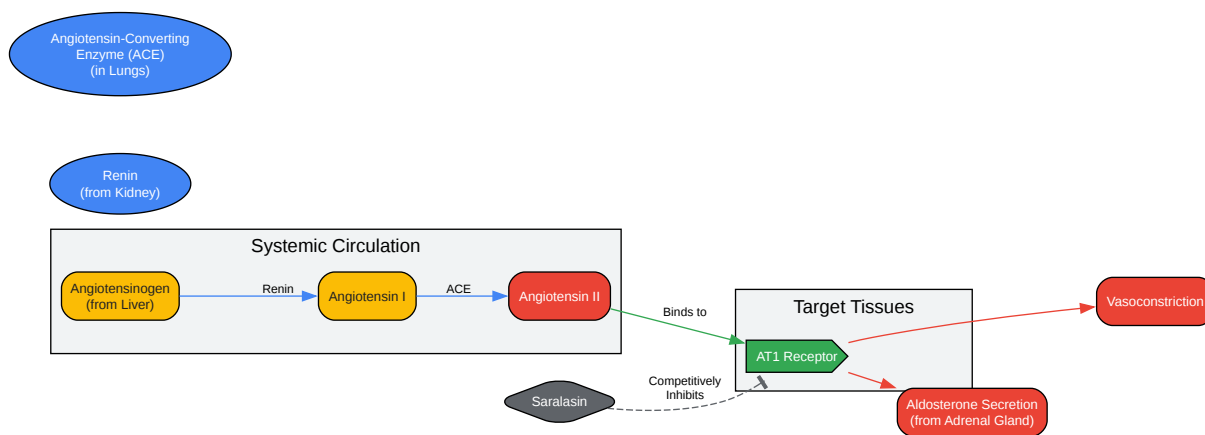 Angiotensin-Converting
Enzyme (ACE)
(in Lungs)
Renin
(from Kidney)
Systemic Circulation
Angiotensinogen
(from Liver)
Renin
Angiotensin I
ACE
Angiotensin II
Binds to
Target Tissues
AT1 Receptor
Vasoconstriction
Saralasin
Competitively
Inhibits
Aldosterone Secretion
(from Adrenal Gland)